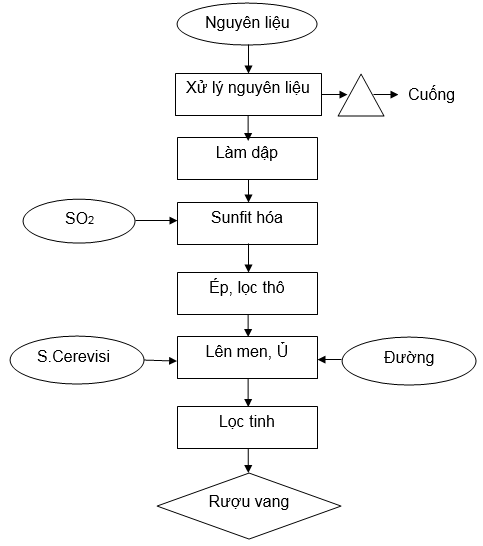 Nguyên liệu
Xử lý nguyên liệu
Cuống
Làm dập
SO₂
Sunfit hóa
Ép, lọc thô
S.Cerevisi
Lên men, Ủ
Đường
Lọc tinh
Rượu vang